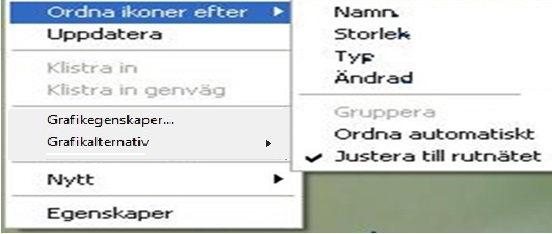 Ordna ikoner efter
Uppdatera
Klistra in
Klistra in genväg
Grafikegenskaper...
Grafikalternativ
Nytt
Egenskaper
Namn
Storlek
Typ
Ändrad
Gruppera
Ordna automatiskt
Justera till rutnätet